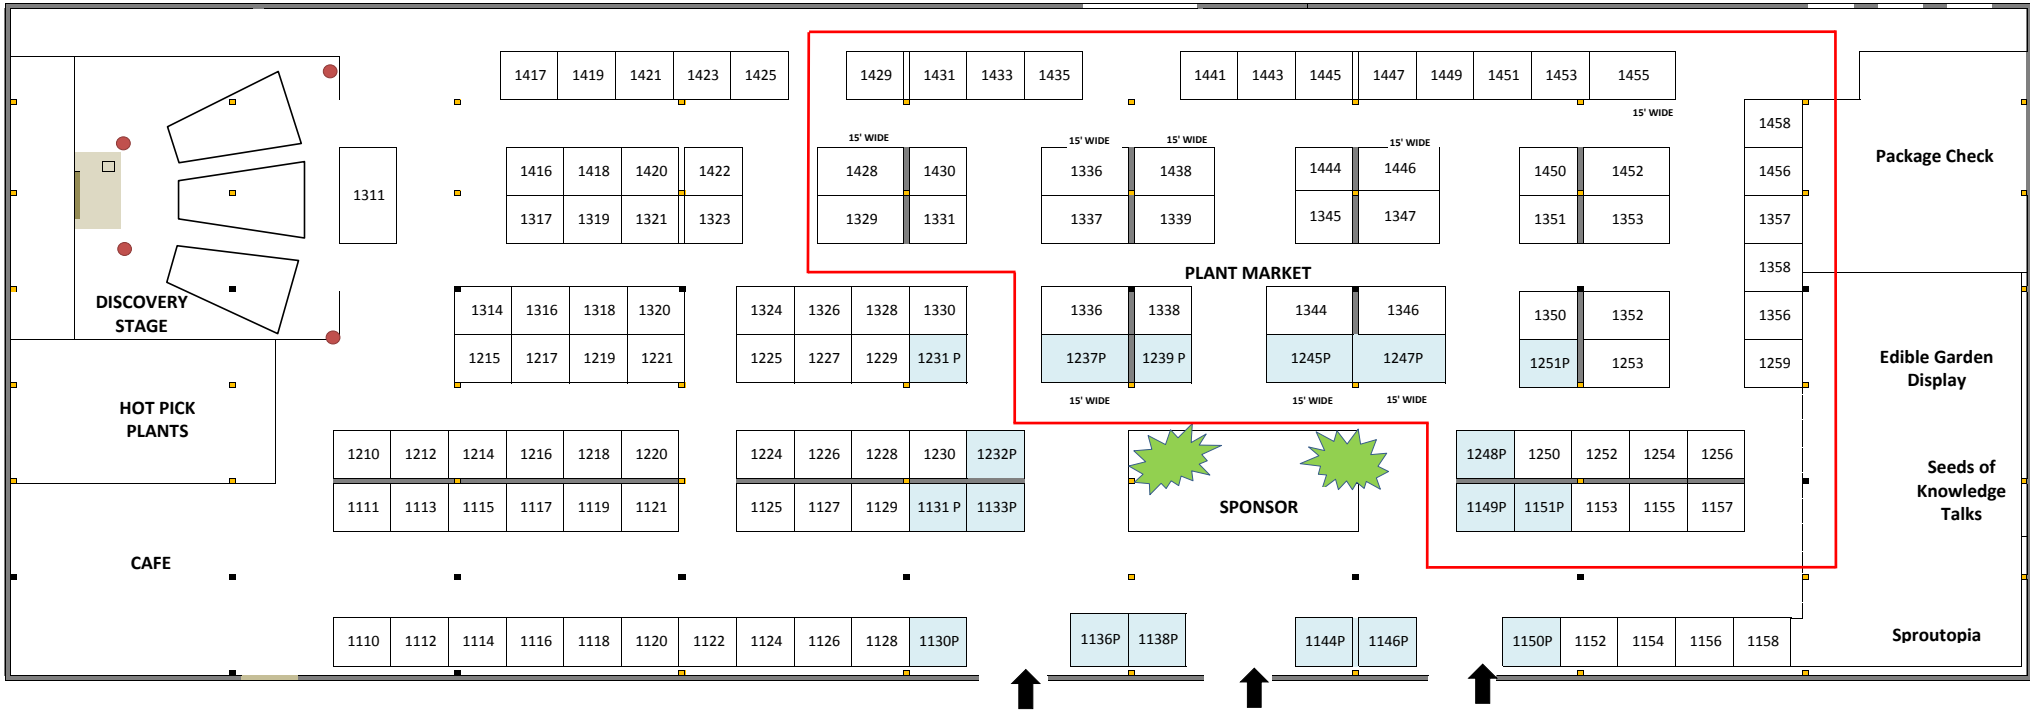 1417 1419 1421 1423 1425 1429 1431 1433 1435 1441 1443 1445 1447 1449 1451 1453 1455
15' WIDE
1458
15' WIDE 15' WIDE 15' WIDE 15' WIDE
Package Check
1416 1418 1420 1422 1428 1430 1336 1438 1444 1446 1450 1452 1456
1311
1317 1319 1321 1323 1329 1331 1337 1339 1345 1347 1351 1353 1357
PLANT MARKET
1358
DISCOVERY
STAGE
1314 1316 1318 1320 1324 1326 1328 1330 1336 1338 1344 1346 1350 1352 1356
1215 1217 1219 1221 1225 1227 1229 1231 P 1237P 1239 P 1245P 1247P 1251P 1253 1259
Edible Garden
Display
15' WIDE 15' WIDE 15' WIDE
HOT PICK
PLANTS
1210 1212 1214 1216 1218 1220 1224 1226 1228 1230 1232P 1248P 1250 1252 1254 1256
Seeds of
Knowledge
Talks
1111 1113 1115 1117 1119 1121 1125 1127 1129 1131 P 1133P SPONSOR 1149P 1151P 1153 1155 1157
CAFE
1110 1112 1114 1116 1118 1120 1122 1124 1126 1128 1130P 1136P 1138P 1144P 1146P 1150P 1152 1154 1156 1158
Sproutopia